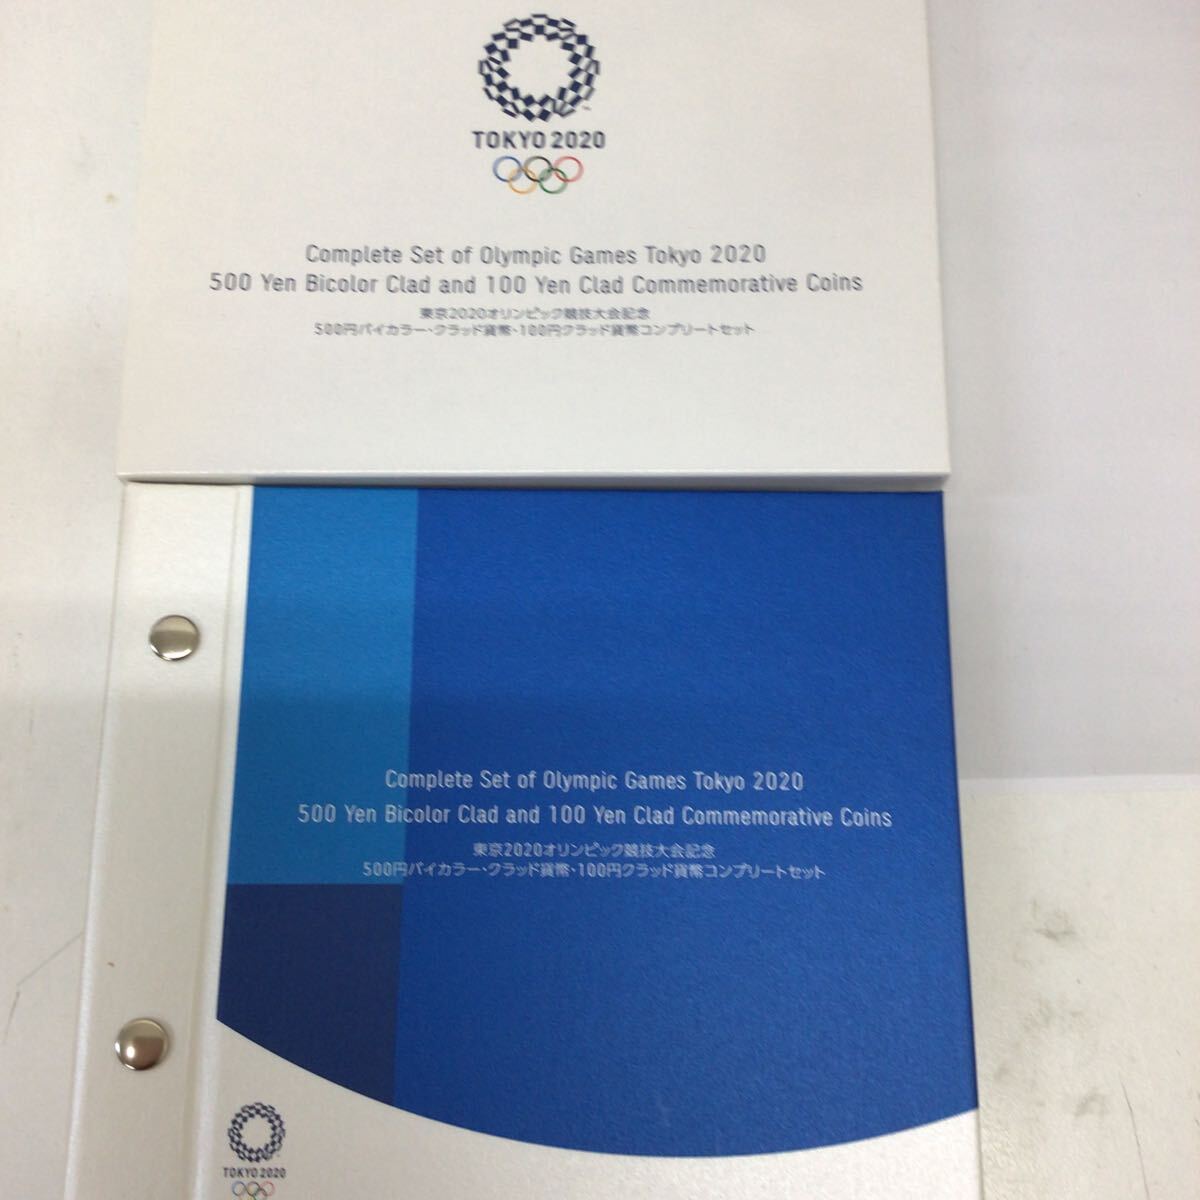 TOKYO 2020
Complete Set of Olympic Games Tokyo 2020
500 Yen Bicolor Clad and 100 Yen Clad Commemorative Coins
東京2020オリンピック競技大会記念
500円バイカラー・クラッド貨幣・100円クラッド貨幣コンプリートセット
Complete Set of Olympic Games Tokyo 2020
500 Yen Bicolor Clad and 100 Yen Clad Commemorative Coins
東京2020オリンピック競技大会記念
500円バイカラー・クラッド貨幣・100円クラッド貨幣コンプリートセット
TOKYO 2020